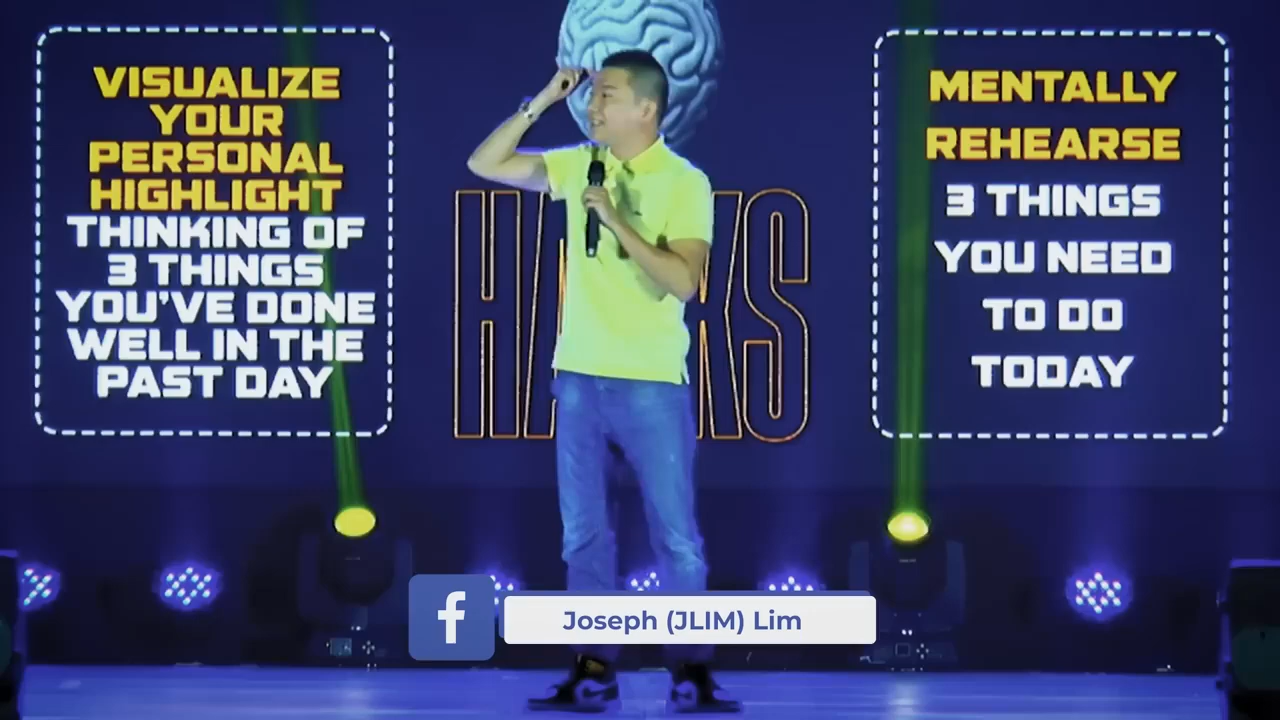 VISUALIZE
YOUR
PERSONAL
HIGHLIGHT
THINKING OF
3 THINGS
YOU'VE DONE
WELL IN THE
PAST DAY
HACKS
MENTALLY
REHEARSE
3 THINGS
YOU NEED
TO DO
TODAY
f
Joseph (JLIM) Lim